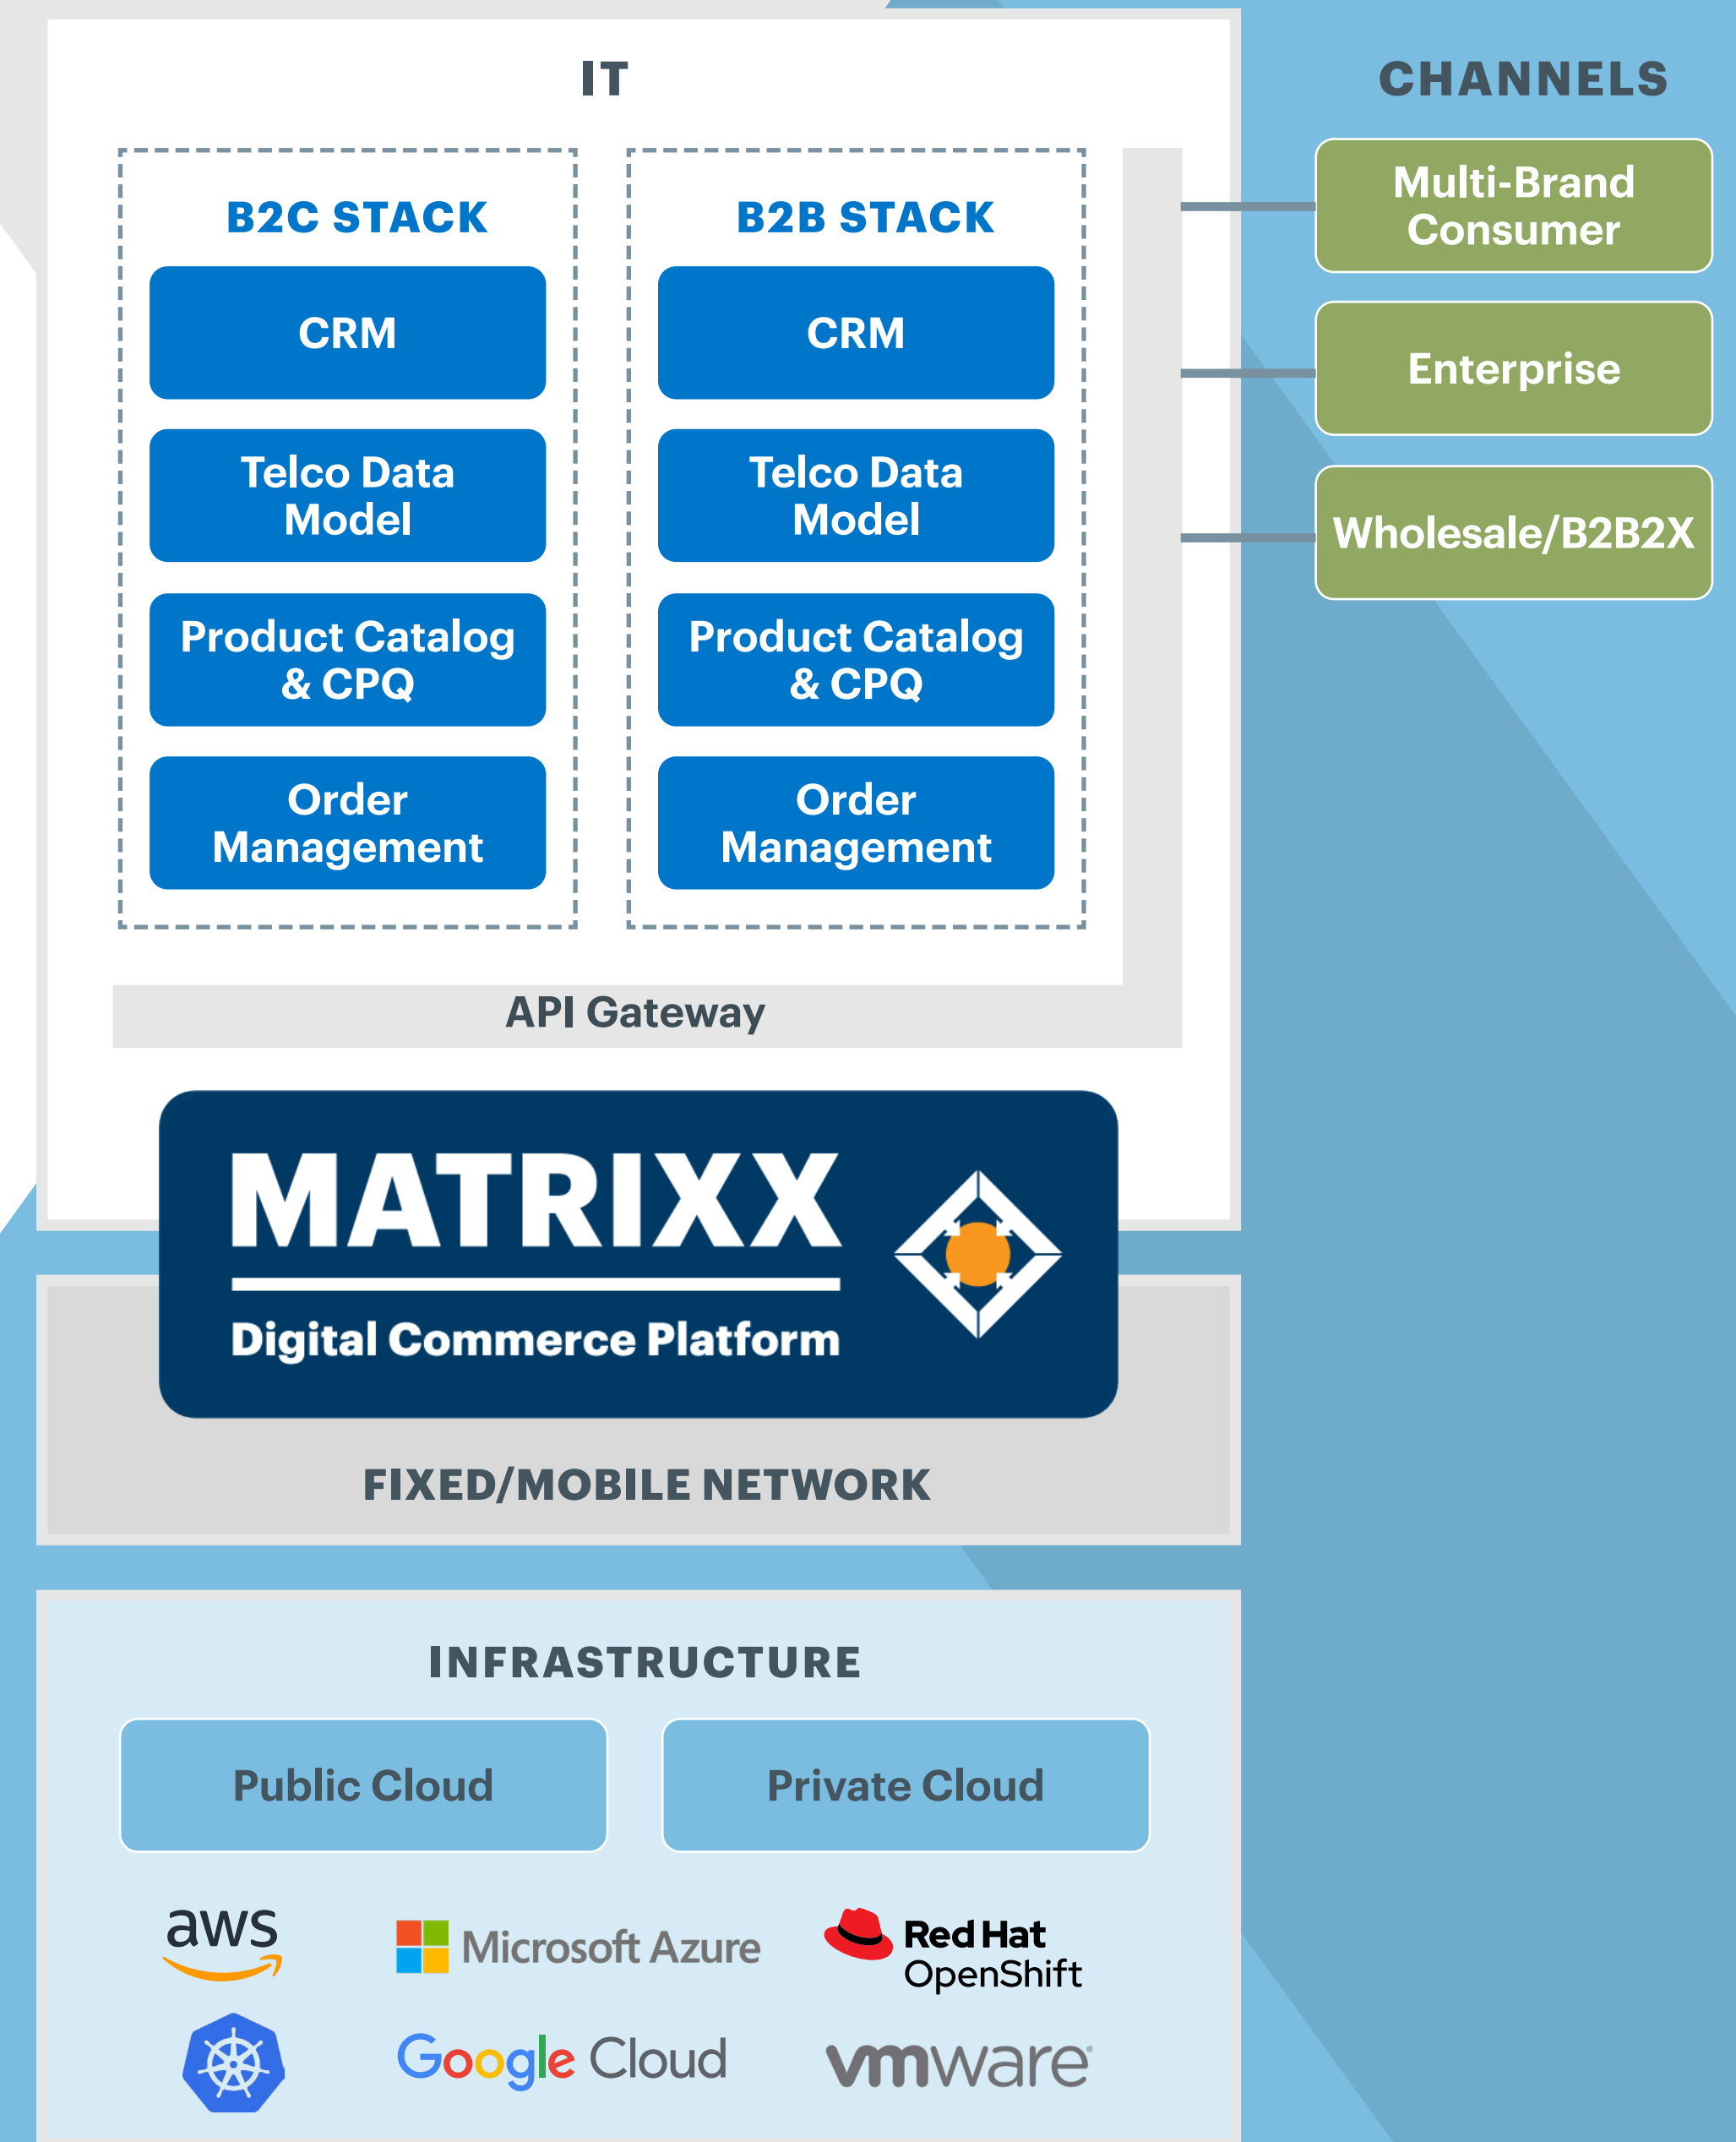 IT
B2C STACK
CRM
Telco Data
Model
Product Catalog
& CPQ
Order
Management
B2B STACK
CRM
Telco Data
Model
Product Catalog
& CPQ
Order
Management
API Gateway
CHANNELS
Multi-Brand
Consumer
Enterprise
Wholesale/B2B2X
MATRIXX
Digital Commerce Platform
FIXED/MOBILE NETWORK
INFRASTRUCTURE
Public Cloud
Private Cloud
aws
Microsoft Azure
Red Hat
OpenShift
Google Cloud
vmware®